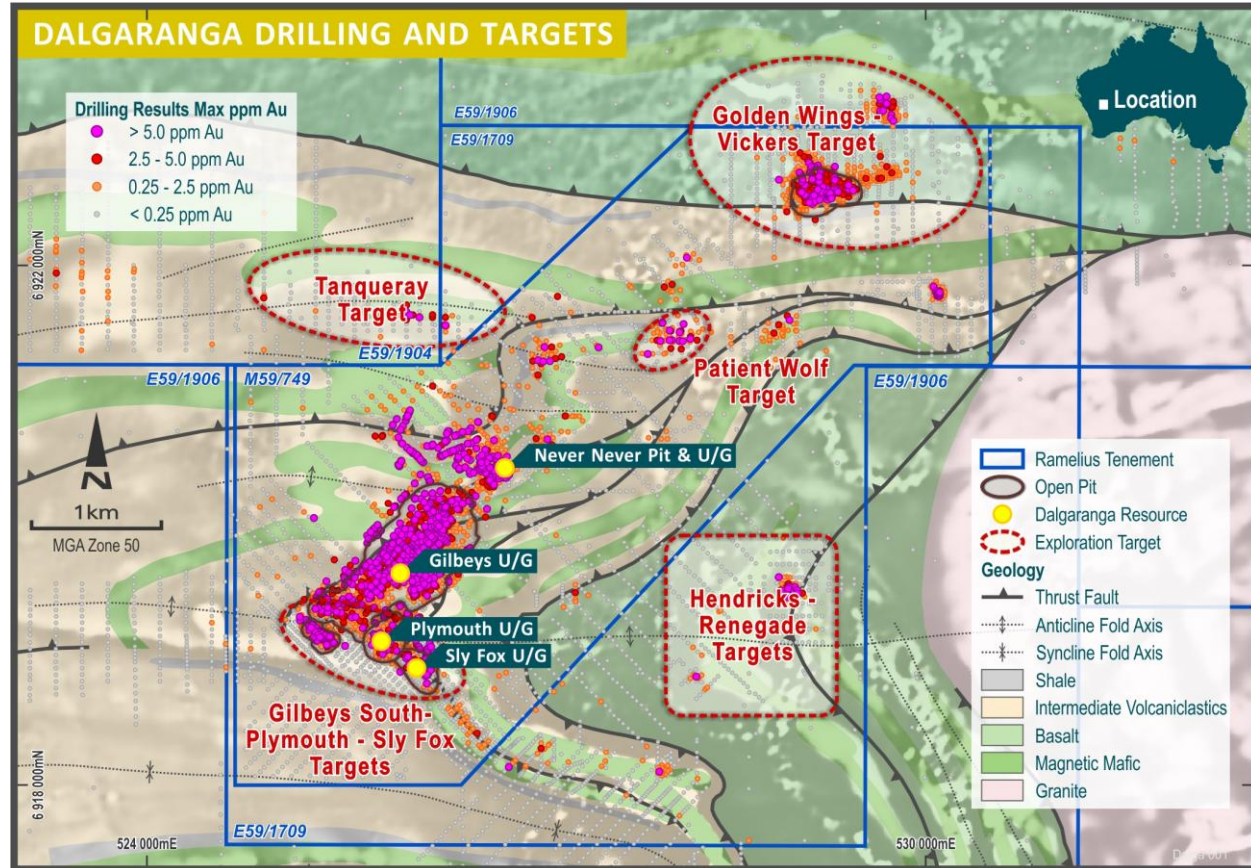 DALGARANGA DRILLING AND TARGETS
Drilling Results Max ppm Au
> 5.0 ppm Au
2.5 - 5.0 ppm Au
0.25 - 2.5 ppm Au
< 0.25 ppm Au
E59/1906
E59/1709
Golden Wings -
Vickers Target
Location
6 922 000mN
Tanqueray
Target
E59/1904
Patient Wolf
Target
E59/1906
M59/749
E59/1906
N
1km
MGA Zone 50
Never Never Pit & U/G
Gilbeys U/G
Plymouth U/G
Sly Fox U/G
Hendricks -
Renegade
Targets
Gilbeys South-
Plymouth - Sly Fox
Targets
6 918 000mN
E59/1709
524 000mE
530 000mE
Ramelius Tenement
Open Pit
Dalgaranga Resource
Exploration Target
Geology
Thrust Fault
Anticline Fold Axis
Syncline Fold Axis
Shale
Intermediate Volcaniclastics
Basalt
Magnetic Mafic
Granite